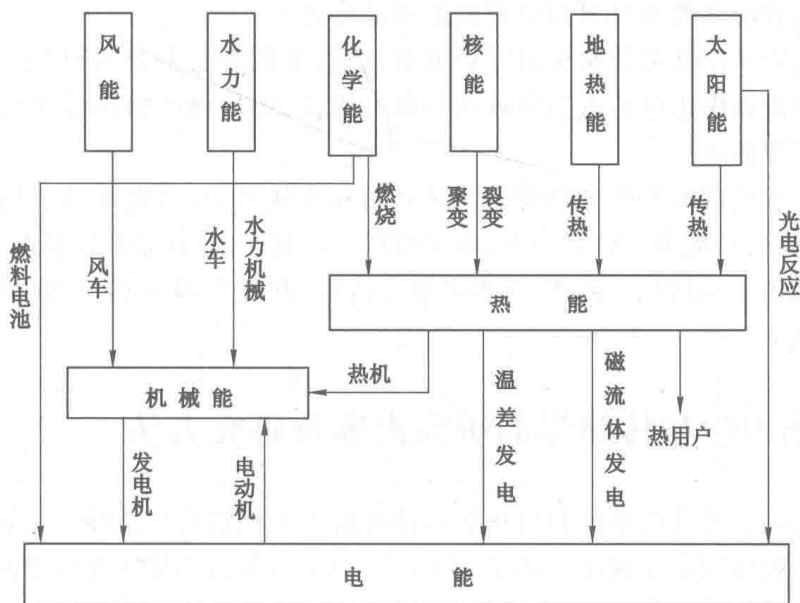 风能
水力能
化学能
核能
地热能
太阳能
燃料电池
风车
水车
水力机械
燃烧
聚变
裂变
传热
传热
光电反应
热能
热机
机械能
温差发电
磁流体发电
热用户
发电机
电动机
电能